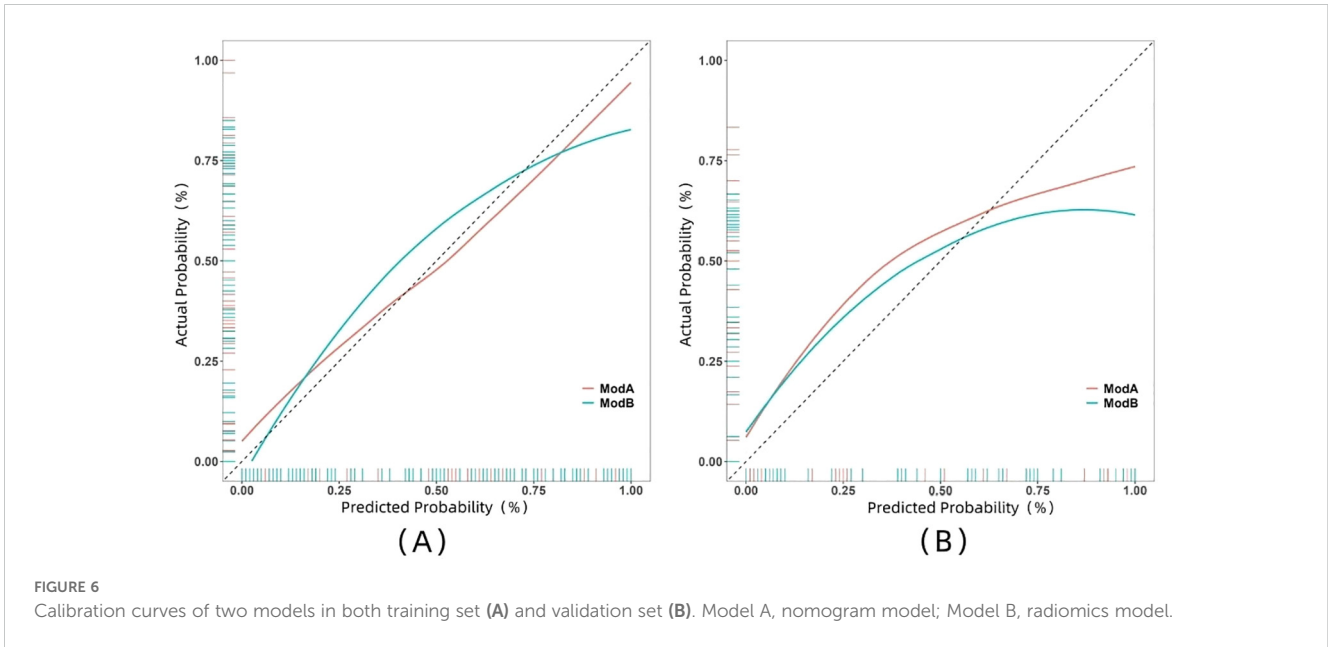 1.00
0.75
0.50
0.25
0.00
Actual Probability (%)
ModA
ModB
0.00 0.25 0.50 0.75 1.00
Predicted Probability (%)
(A)
1.00
0.75
0.50
0.25
0.00
Actual Probability (%)
ModA
ModB
0.00 0.25 0.50 0.75 1.00
Predicted Probability (%)
(B)
FIGURE 6
Calibration curves of two models in both training set (A) and validation set (B). Model A, nomogram model; Model B, radiomics model.